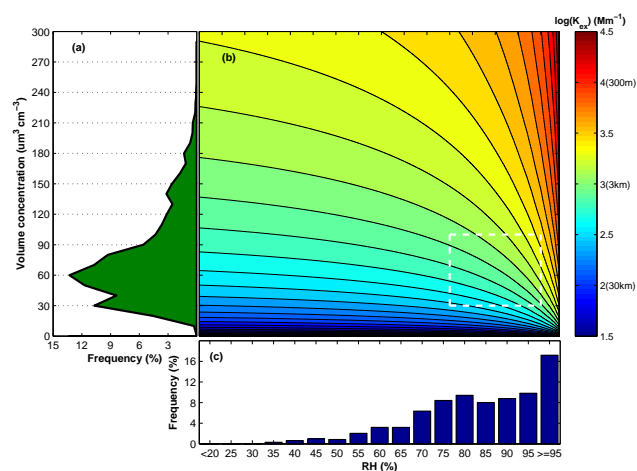 log(K_ex) (Mm⁻¹)
(a)
(b)
300
270
240
210
180
150
120
90
60
30
0
Volume concentration (um³ cm⁻³)
15 12 9 6 3
Frequency (%)
4.5
4(300m)
3.5
3(3km)
2.5
2(30km)
1.5
(c)
16
12
8
4
0
Frequency (%)
<20 25 30 35 40 45 50 55 60 65 70 75 80 85 90 95 >=95
RH (%)